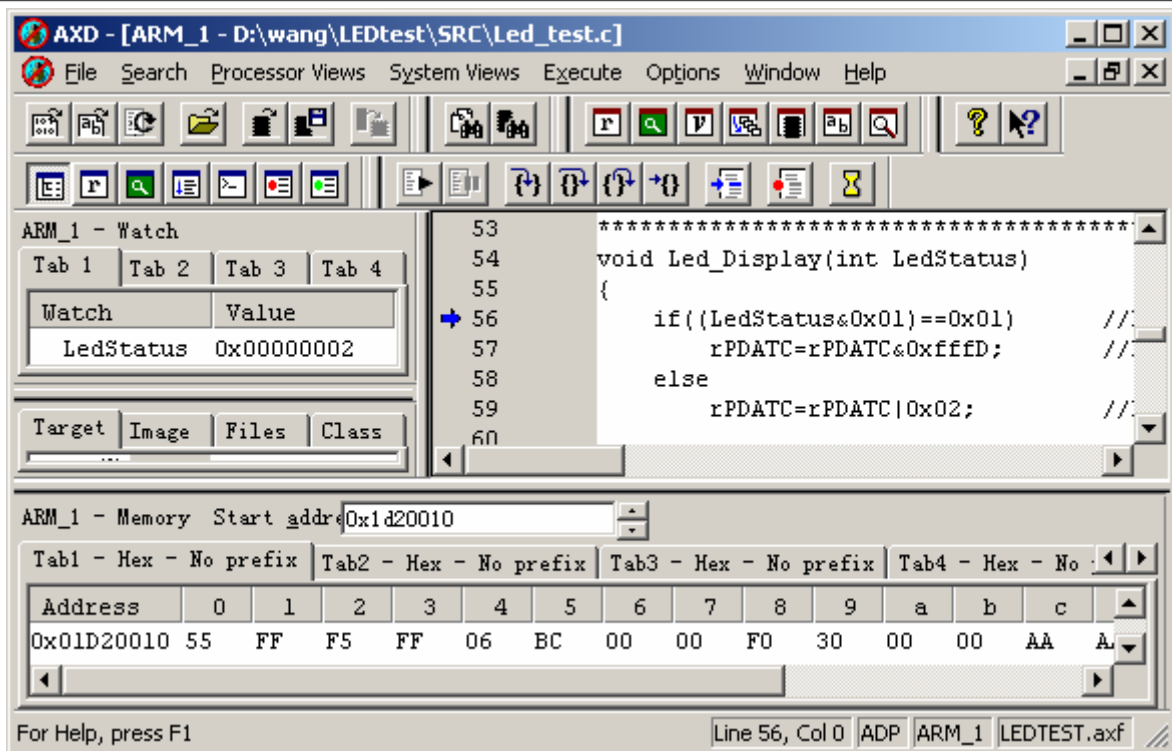 AXD - [ARM_1 - D:\wang\LEDtest\SRC\Led_test.c]
File Search Processor Views System Views Execute Options Window Help
ARM_1 - Watch
Tab 1 Tab 2 Tab 3 Tab 4
Watch Value
LedStatus 0x00000002
Target Image Files Class
53 *****************************************
54 void Led_Display(int LedStatus)
55 {
56 if((LedStatus&0x01)==0x01) //
57 rPDATC=rPDATC&0xfffD; //
58 else
59 rPDATC=rPDATC|0x02; //
60
ARM_1 - Memory Start addre 0x1d20010
Tab1 - Hex - No prefix Tab2 - Hex - No prefix Tab3 - Hex - No prefix Tab4 - Hex - No
Address 0 1 2 3 4 5 6 7 8 9 a b c
0x01D20010 55 FF F5 FF 06 BC 00 00 F0 30 00 00 AA
For Help, press F1 Line 56, Col 0 ADP ARM_1 LEDTEST.axf